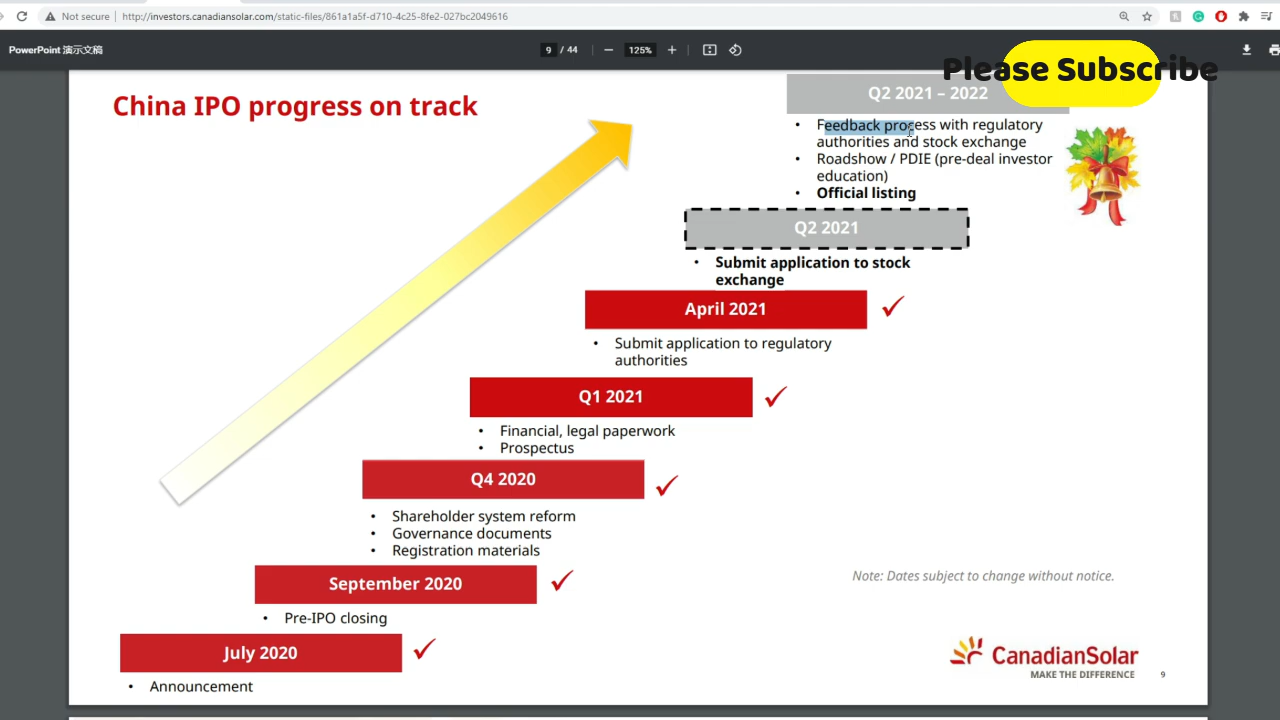 Not secure
http://investors.canadiansolar.com/static-files/861a1a5f-d710-4c25-8fe2-027bc2049616
PowerPoint 演示文稿
9 / 44
125%
Please Subscribe
China IPO progress on track
Q2 2021 – 2022
• Feedback process with regulatory
authorities and stock exchange
• Roadshow / PDIE (pre-deal investor
education)
• Official listing
Q2 2021
• Submit application to stock
exchange
April 2021
• Submit application to regulatory
authorities
Q1 2021
• Financial, legal paperwork
• Prospectus
Q4 2020
• Shareholder system reform
• Governance documents
• Registration materials
September 2020
• Pre-IPO closing
July 2020
• Announcement
Note: Dates subject to change without notice.
CanadianSolar
MAKE THE DIFFERENCE
9